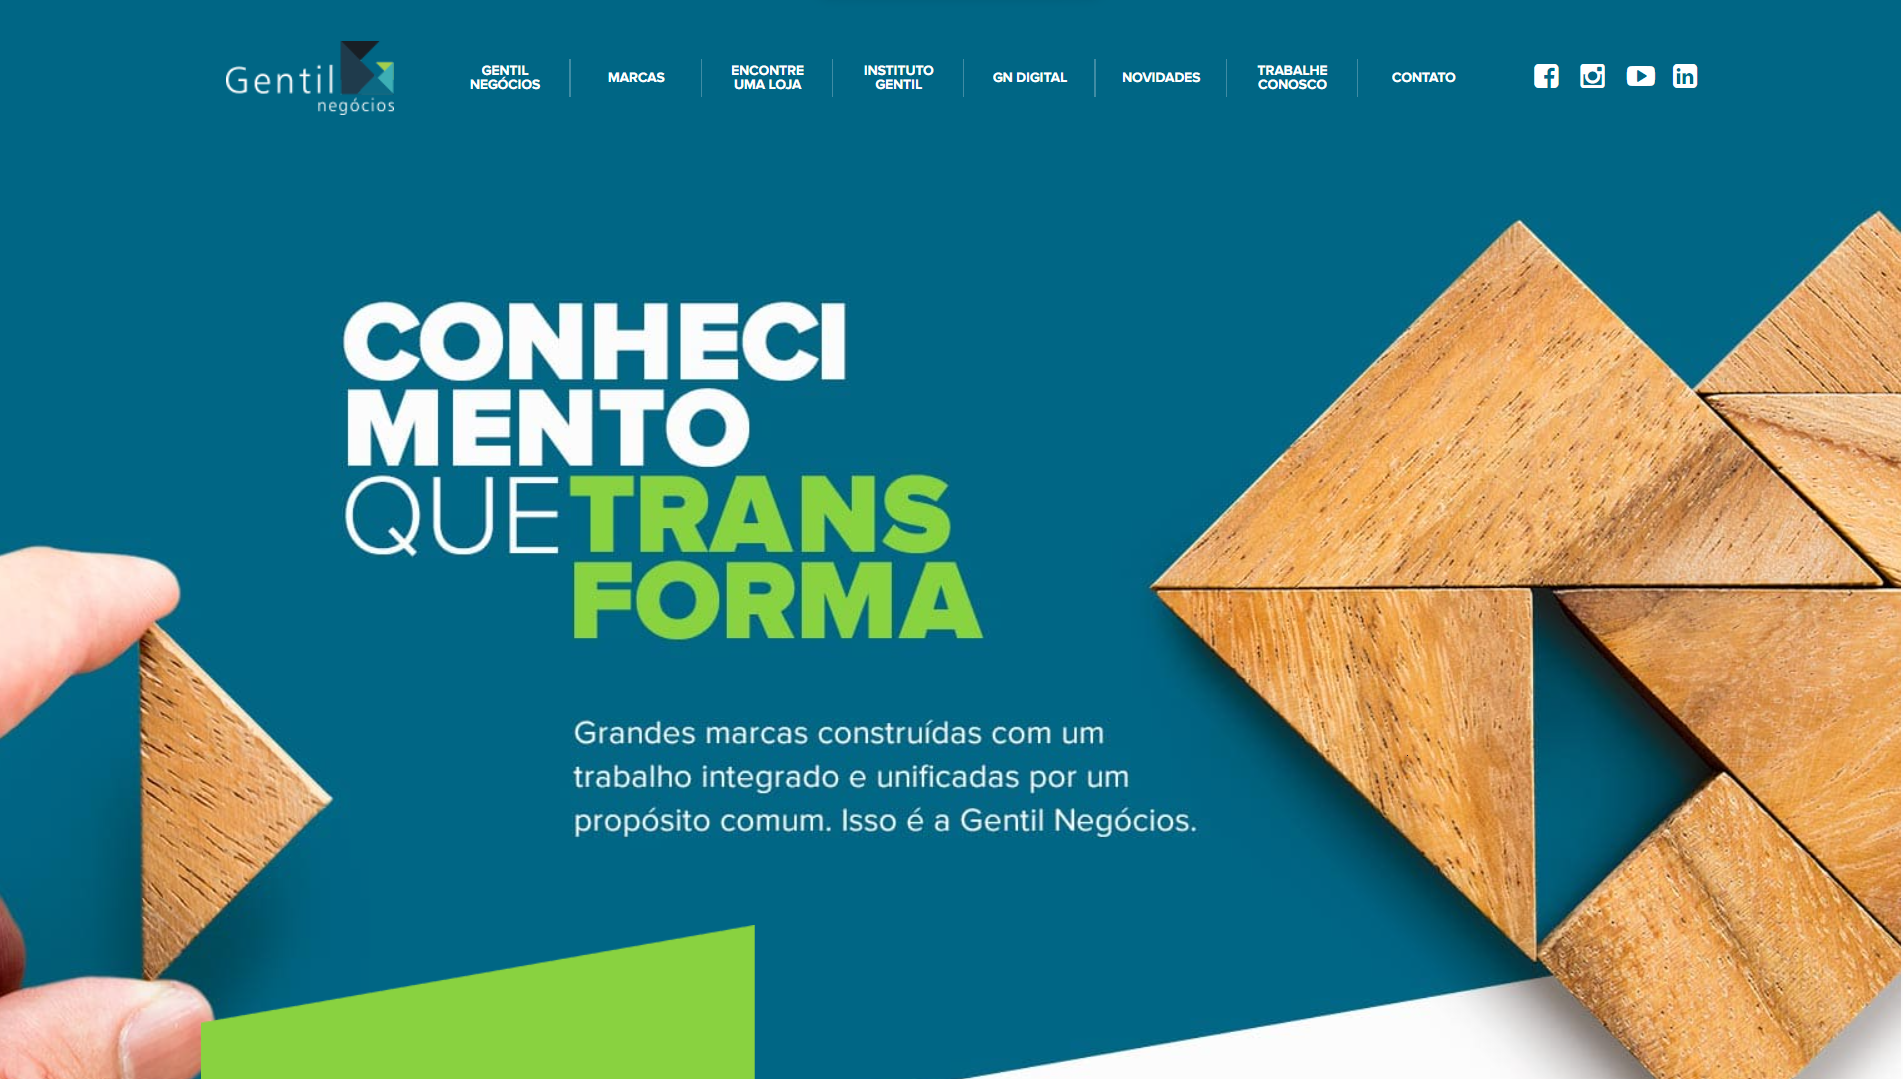 Gentil
negócios
GENTIL
NEGÓCIOS
MARCAS
ENCONTRE
UMA LOJA
INSTITUTO
GENTIL
GN DIGITAL
NOVIDADES
TRABALHE
CONOSCO
CONTATO
in
CONHECI
MENTO
QUE TRANS
FORMA
Grandes marcas construídas com um
trabalho integrado e unificadas por um
propósito comum. Isso é a Gentil Negócios.